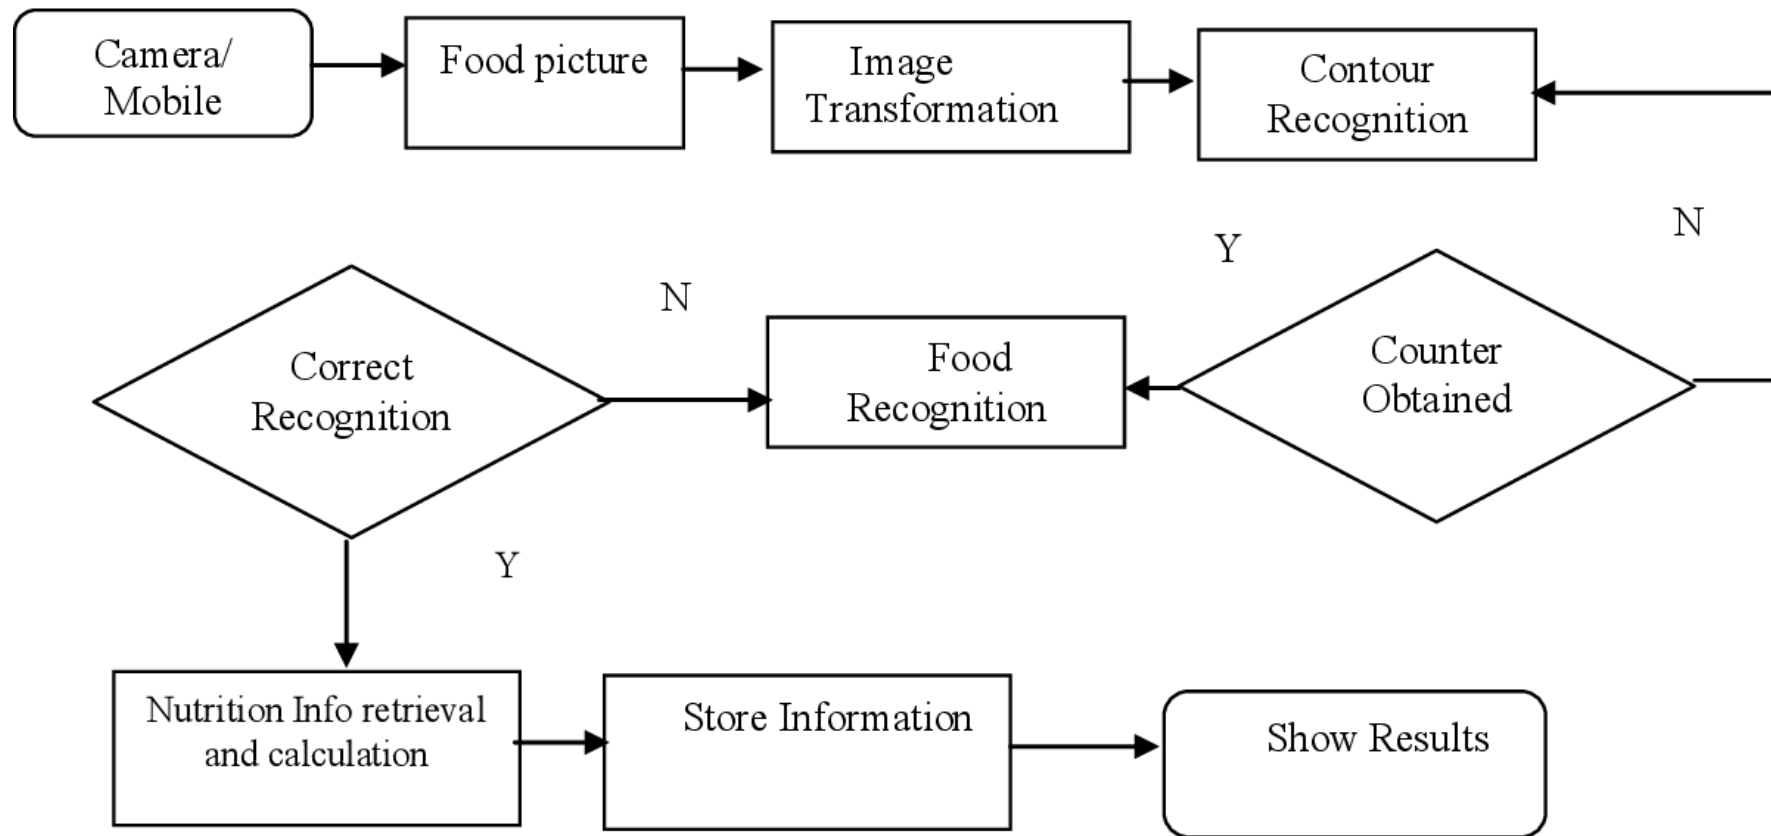 Camera/
Mobile
Food picture
Image
Transformation
Contour
Recognition
N
Y
N
Correct
Recognition
Food
Recognition
Counter
Obtained
Y
Nutrition Info retrieval
and calculation
Store Information
Show Results